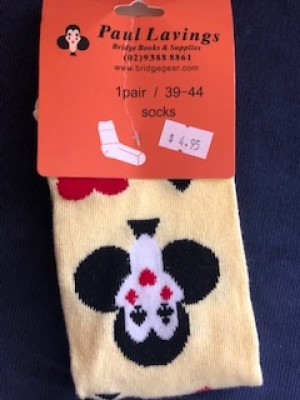 Paul Lavings
Bridge Books & Supplies
(02)9388 8861
www.bridgegear.com
1pair / 39-44
socks
$ 4.95